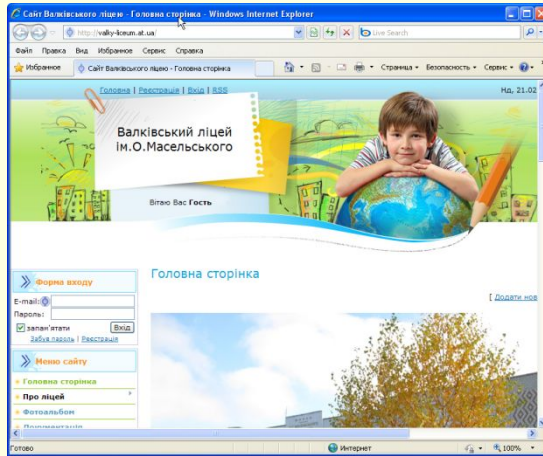 Сайт Валківського ліцею - Головна сторінка - Windows Internet Explorer
http://valky-liceum.at.ua/
Live Search
Файл Правка Вид Избранное Сервис Справка
Избранное Сайт Валківського ліцею - Головна сторінка Страница Безопасность Сервис
Головна | Реєстрація | Вхід | RSS Нд, 21.02
Валківський ліцей
ім.О.Масельського
Вітаю Вас Гость
Головна сторінка
Форма входу
[ Додати нов
E-mail:
Пароль:
запам'ятати Вхід
Забув пароль | Реєстрація
Меню сайту
Головна сторінка
Про ліцей
Фотоальбом
Документація
Готово Интернет 100%